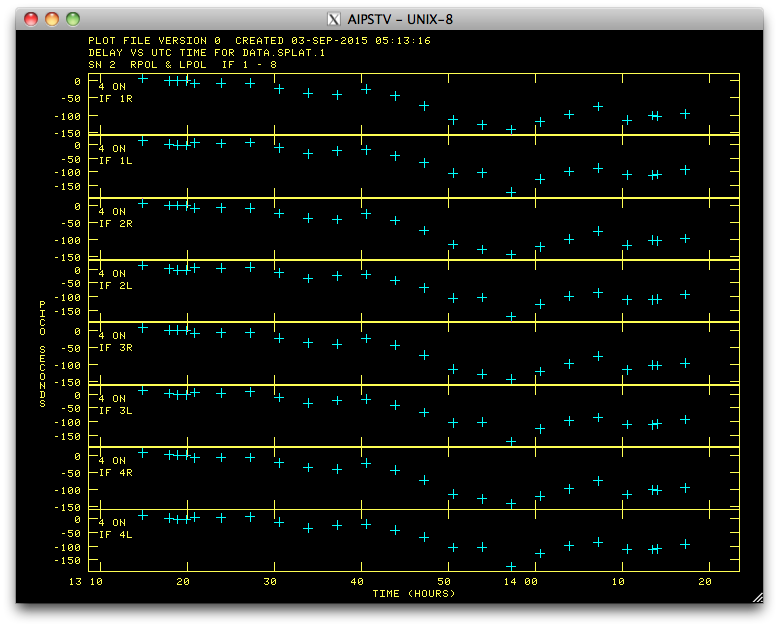 AIPSTV – UNIX-8
PLOT FILE VERSION 0 CREATED 03-SEP-2015 05:13:16
DELAY VS UTC TIME FOR DATA.SPLAT.1
SN 2 RPOL & LPOL IF 1 - 8
0
-50
-100
-150
4 ON
IF 1R
0
-50
-100
-150
4 ON
IF 1L
0
-50
-100
-150
4 ON
IF 2R
0
-50
-100
-150
4 ON
IF 2L
0
-50
-100
-150
4 ON
IF 3R
0
-50
-100
-150
4 ON
IF 3L
0
-50
-100
-150
4 ON
IF 4R
0
-50
-100
-150
4 ON
IF 4L
PICO SECONDS
13 10 20 30 40 50 14 00 10 20
TIME (HOURS)